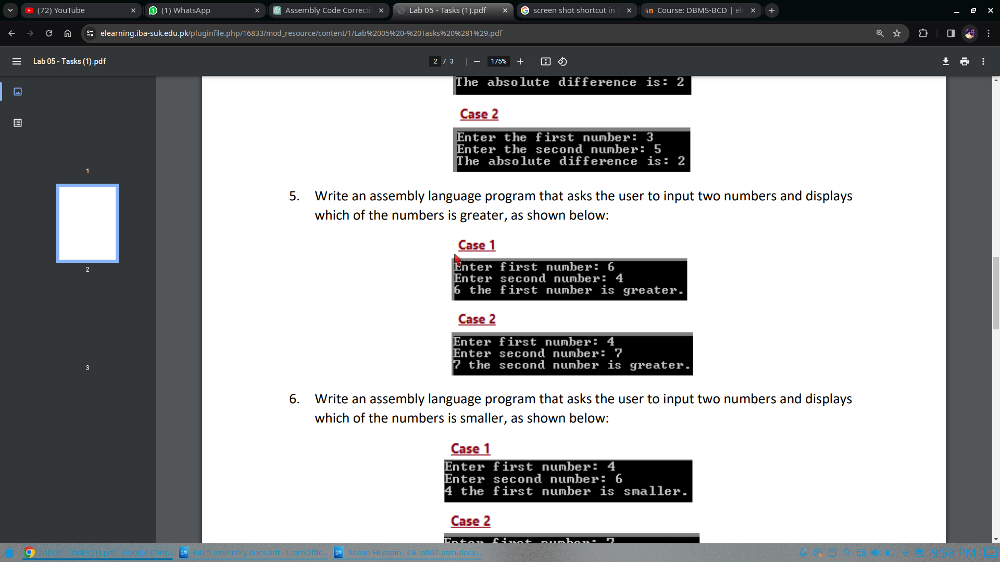 (72) YouTube
(1) WhatsApp
Assembly Code Correcti
Lab 05 - Tasks (1).pdf
screen shot shortcut in
Course: DBMS-BCD | el
elearning.iba-suk.edu.pk/pluginfile.php/16833/mod_resource/content/1/Lab%2005%20-%20Tasks%20%281%29.pdf
Lab 05 - Tasks (1).pdf
2 / 3
175%
1
2
3
The absolute difference is: 2
Case 2
Enter the first number: 3
Enter the second number: 5
The absolute difference is: 2
5. Write an assembly language program that asks the user to input two numbers and displays
which of the numbers is greater, as shown below:
Case 1
Enter first number: 6
Enter second number: 4
6 the first number is greater.
Case 2
Enter first number: 4
Enter second number: 7
7 the second number is greater.
6. Write an assembly language program that asks the user to input two numbers and displays
which of the numbers is smaller, as shown below:
Case 1
Enter first number: 4
Enter second number: 6
4 the first number is smaller.
Case 2
Enter first number: 7
Lab 05 - Tasks (1).pdf - Google Chro...
lab 5 assembly docs.odt - LibreOffic...
Soban Hussain_ CA lab02 asm.docx...
9:58 PM